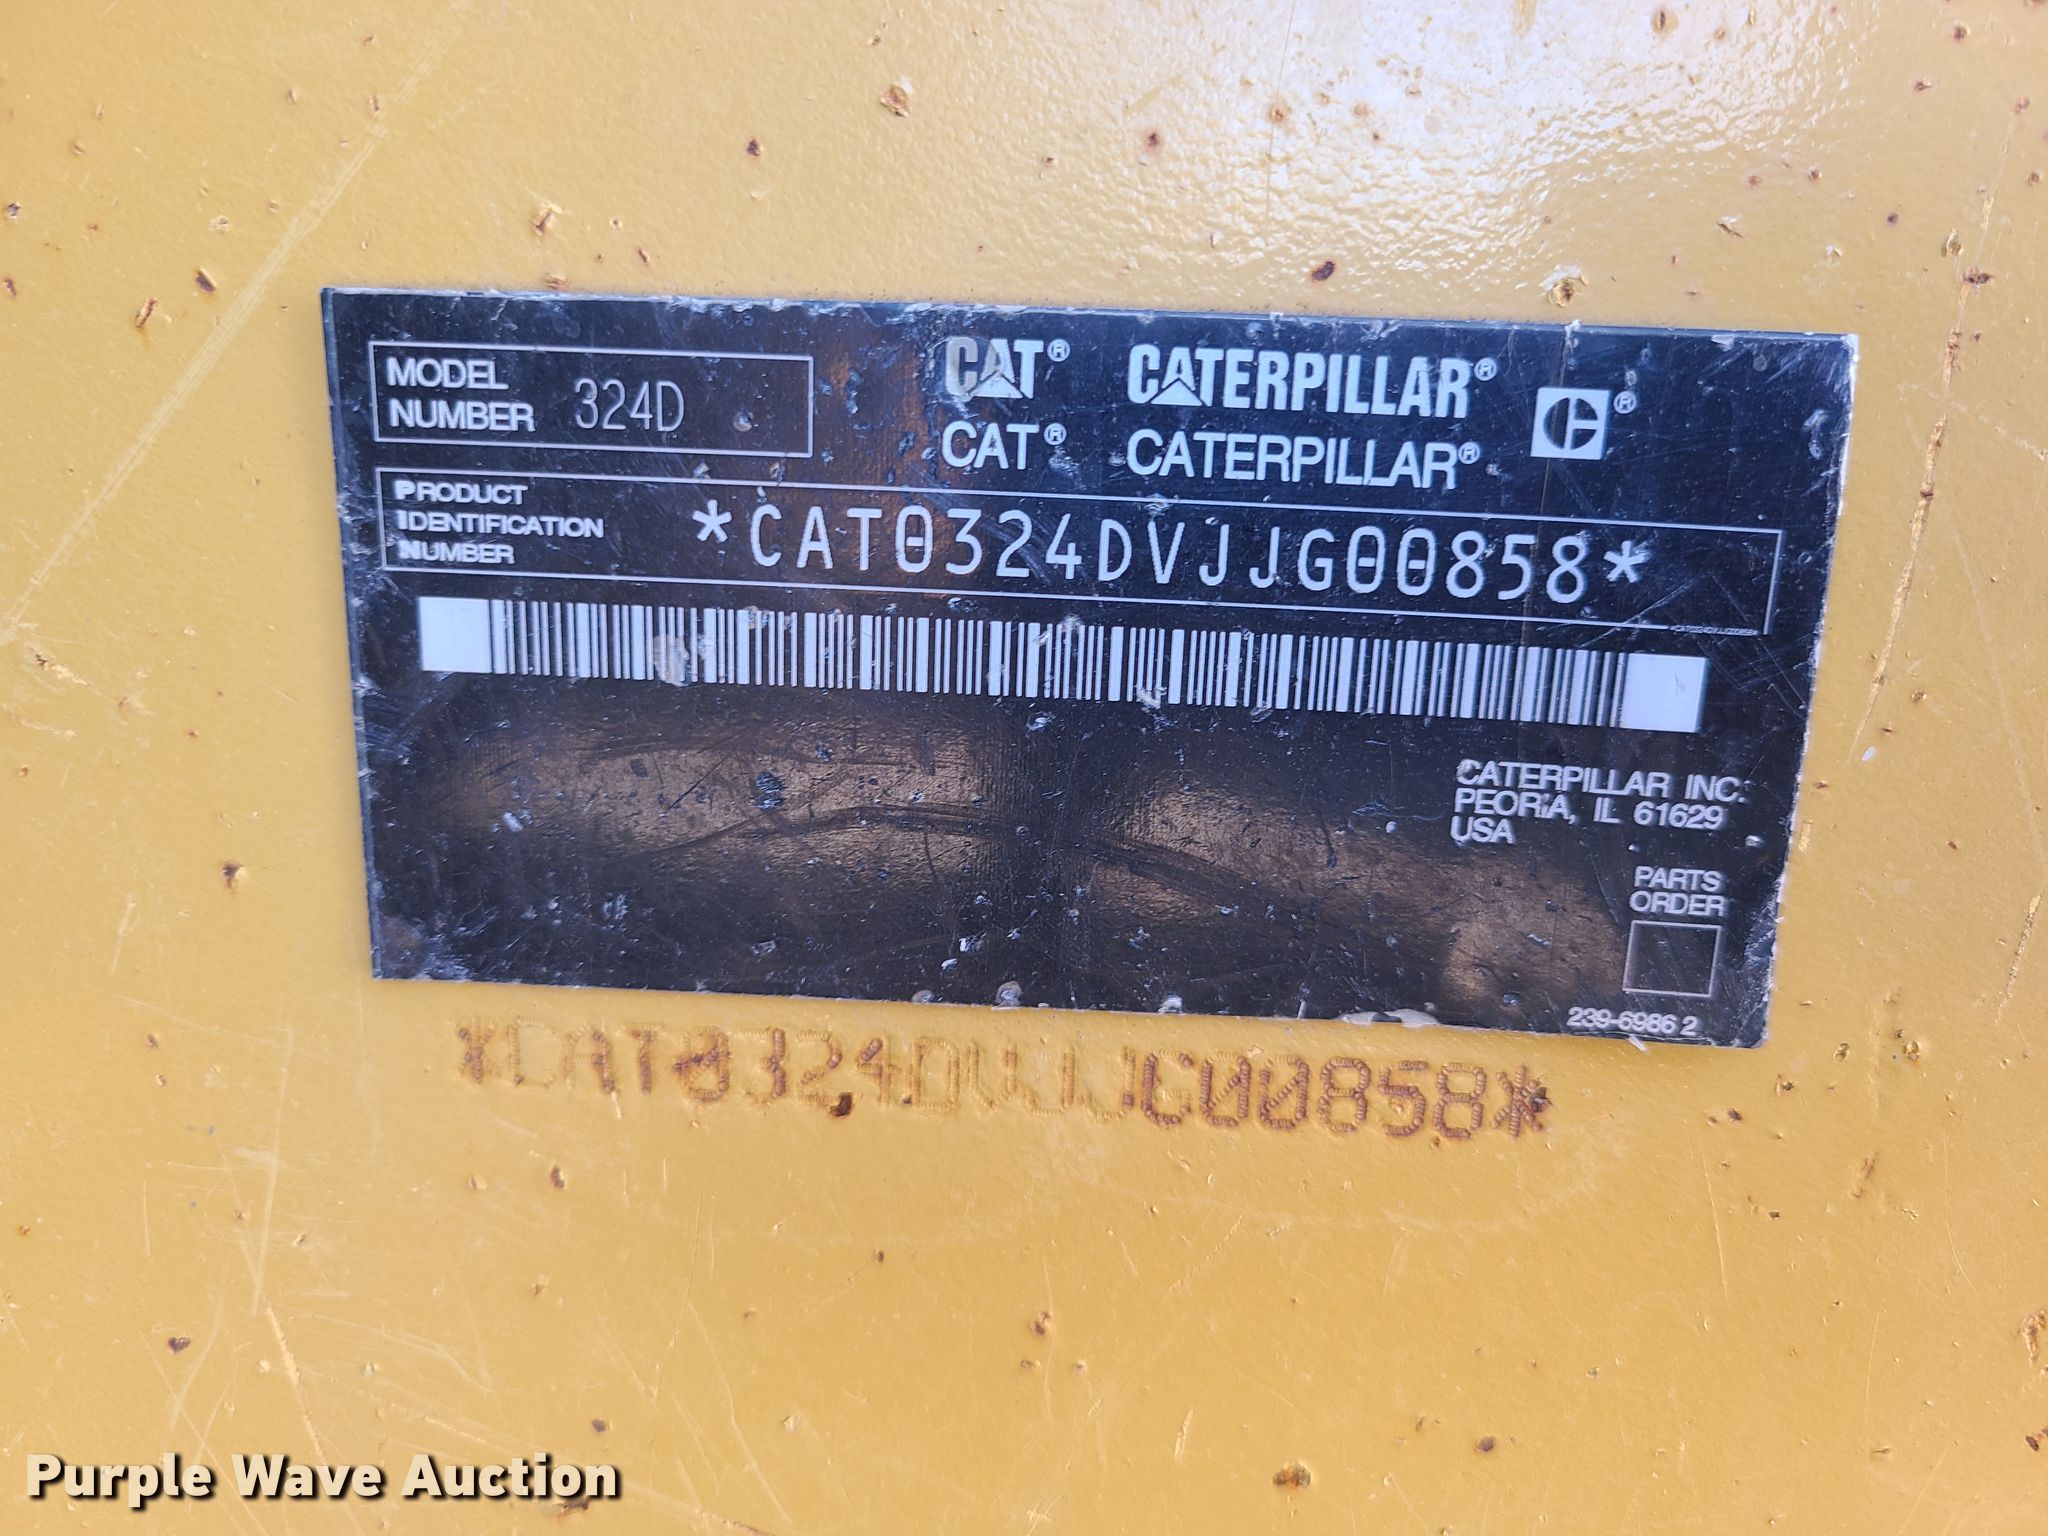 MODEL NUMBER 324D
CAT® CATERPILLAR® ®
CAT® CATERPILLAR®
PRODUCT
IDENTIFICATION
NUMBER
*CAT0324DVJJG00858*
CATERPILLAR INC.
PEORIA, IL 61629
USA
PARTS
ORDER
239-6986 2
*CAT0324DVJJG00858*
Purple Wave Auction